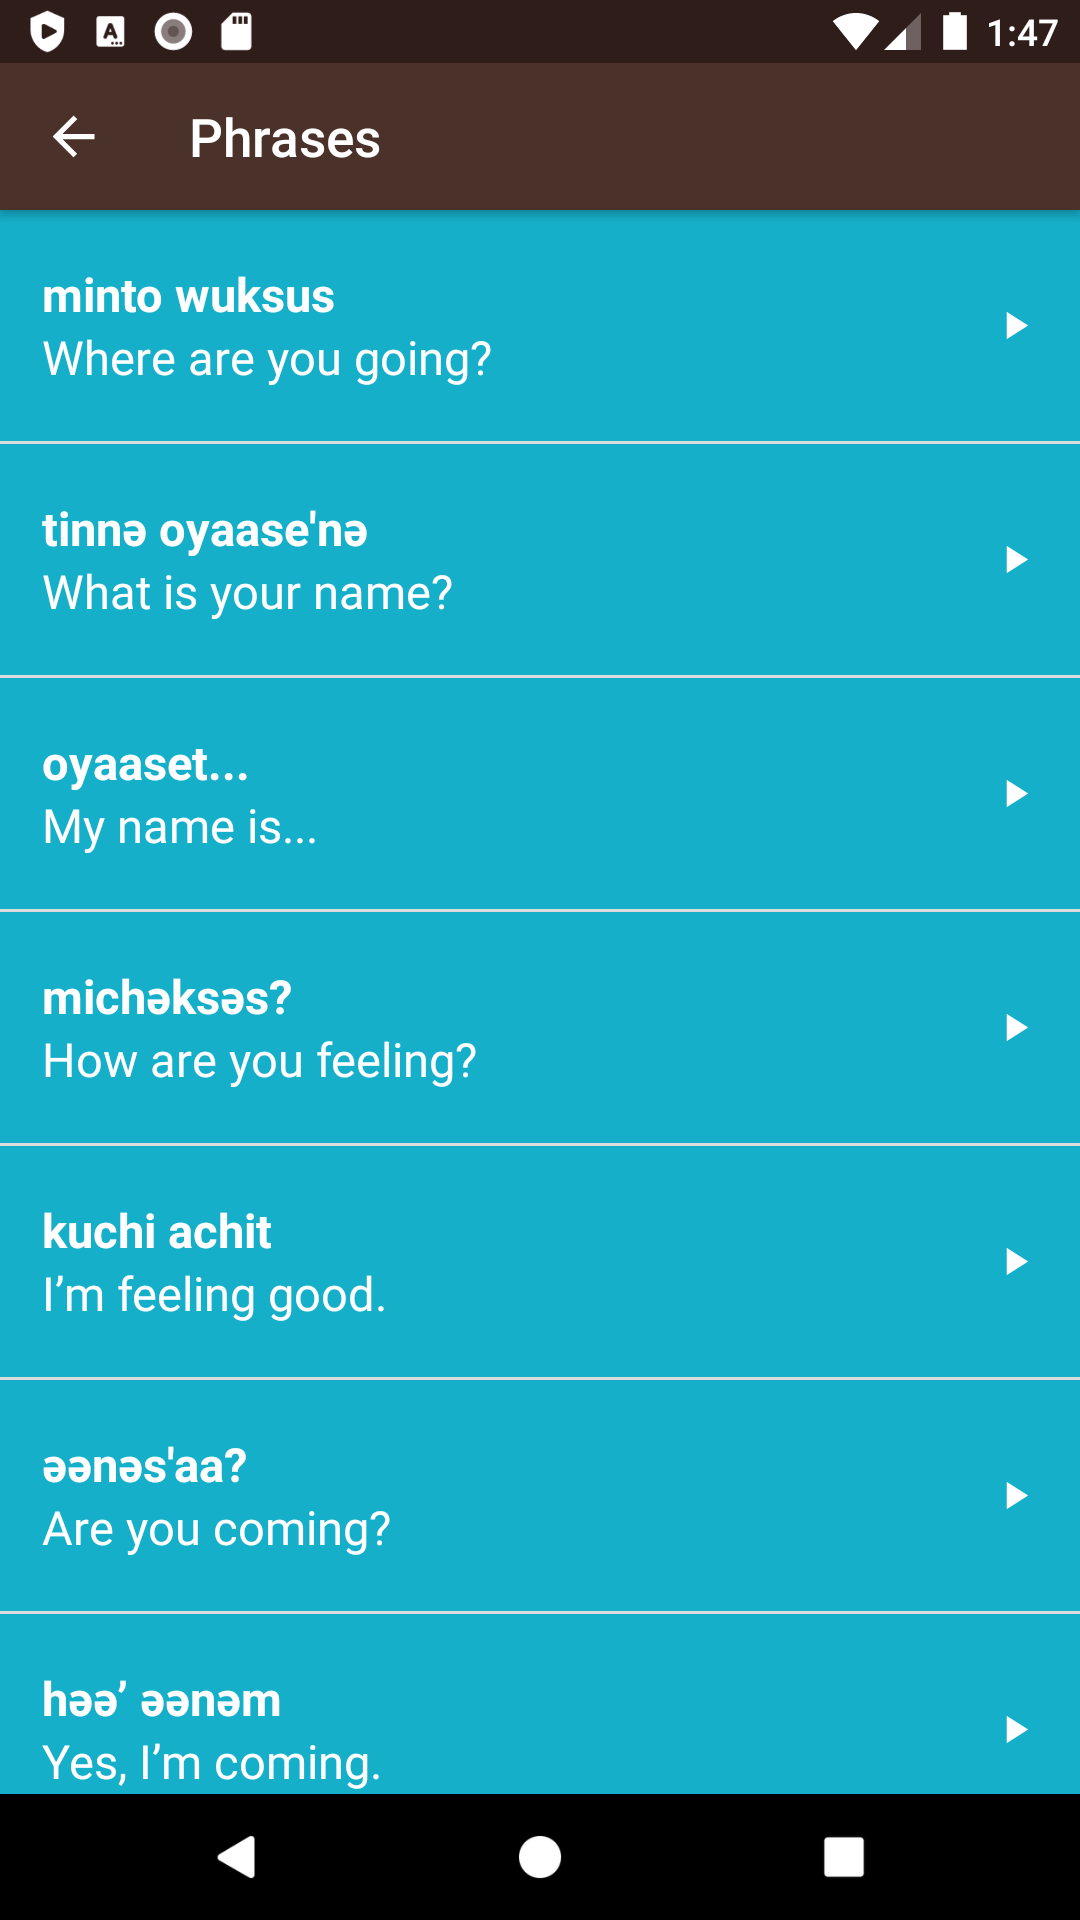 1:47
Phrases
minto wuksus
Where are you going?
tinnə oyaase'nə
What is your name?
oyaaset...
My name is...
michəksəs?
How are you feeling?
kuchi achit
I’m feeling good.
əənəs'aa?
Are you coming?
həə’ əənəm
Yes, I’m coming.